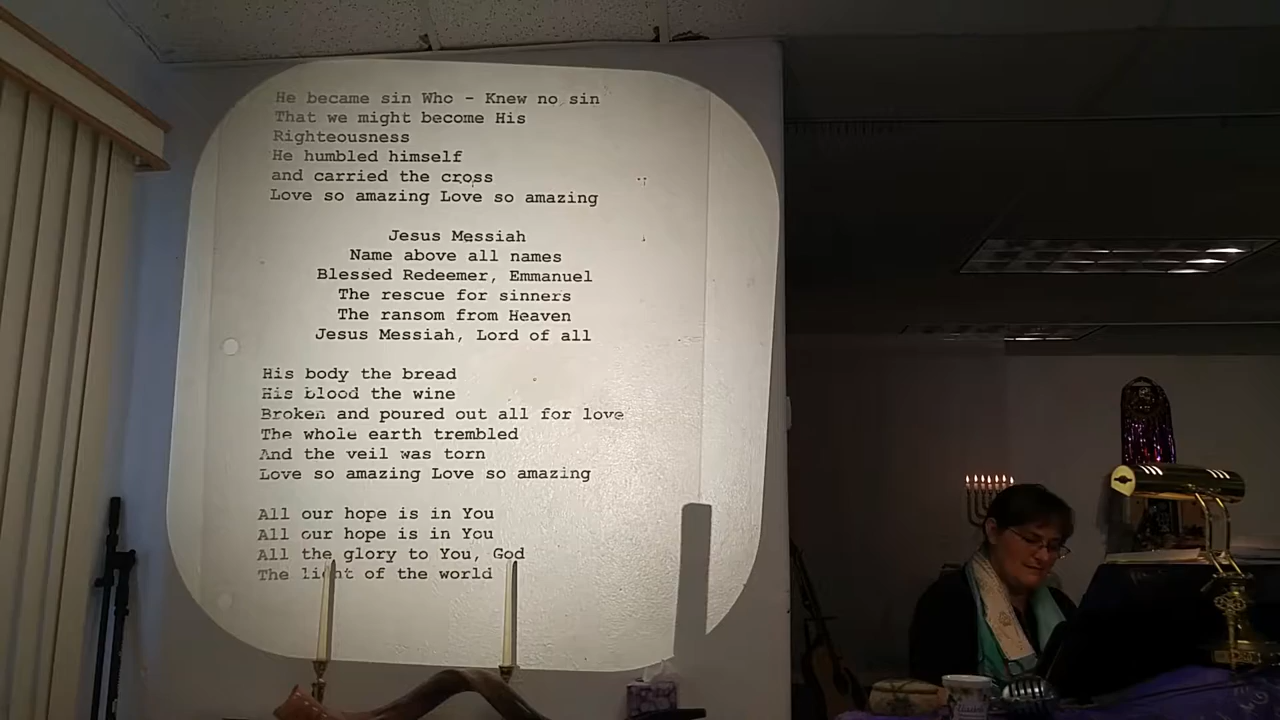 He became sin Who - Knew no sin
That we might become His
Righteousness
He humbled himself
and carried the cross
Love so amazing Love so amazing
Jesus Messiah
Name above all names
Blessed Redeemer, Emmanuel
The rescue for sinners
The ransom from Heaven
Jesus Messiah, Lord of all
His body the bread
His blood the wine
Broken and poured out all for love
The whole earth trembled
And the veil was torn
Love so amazing Love so amazing
All our hope is in You
All our hope is in You
All the glory to You, God
The light of the world